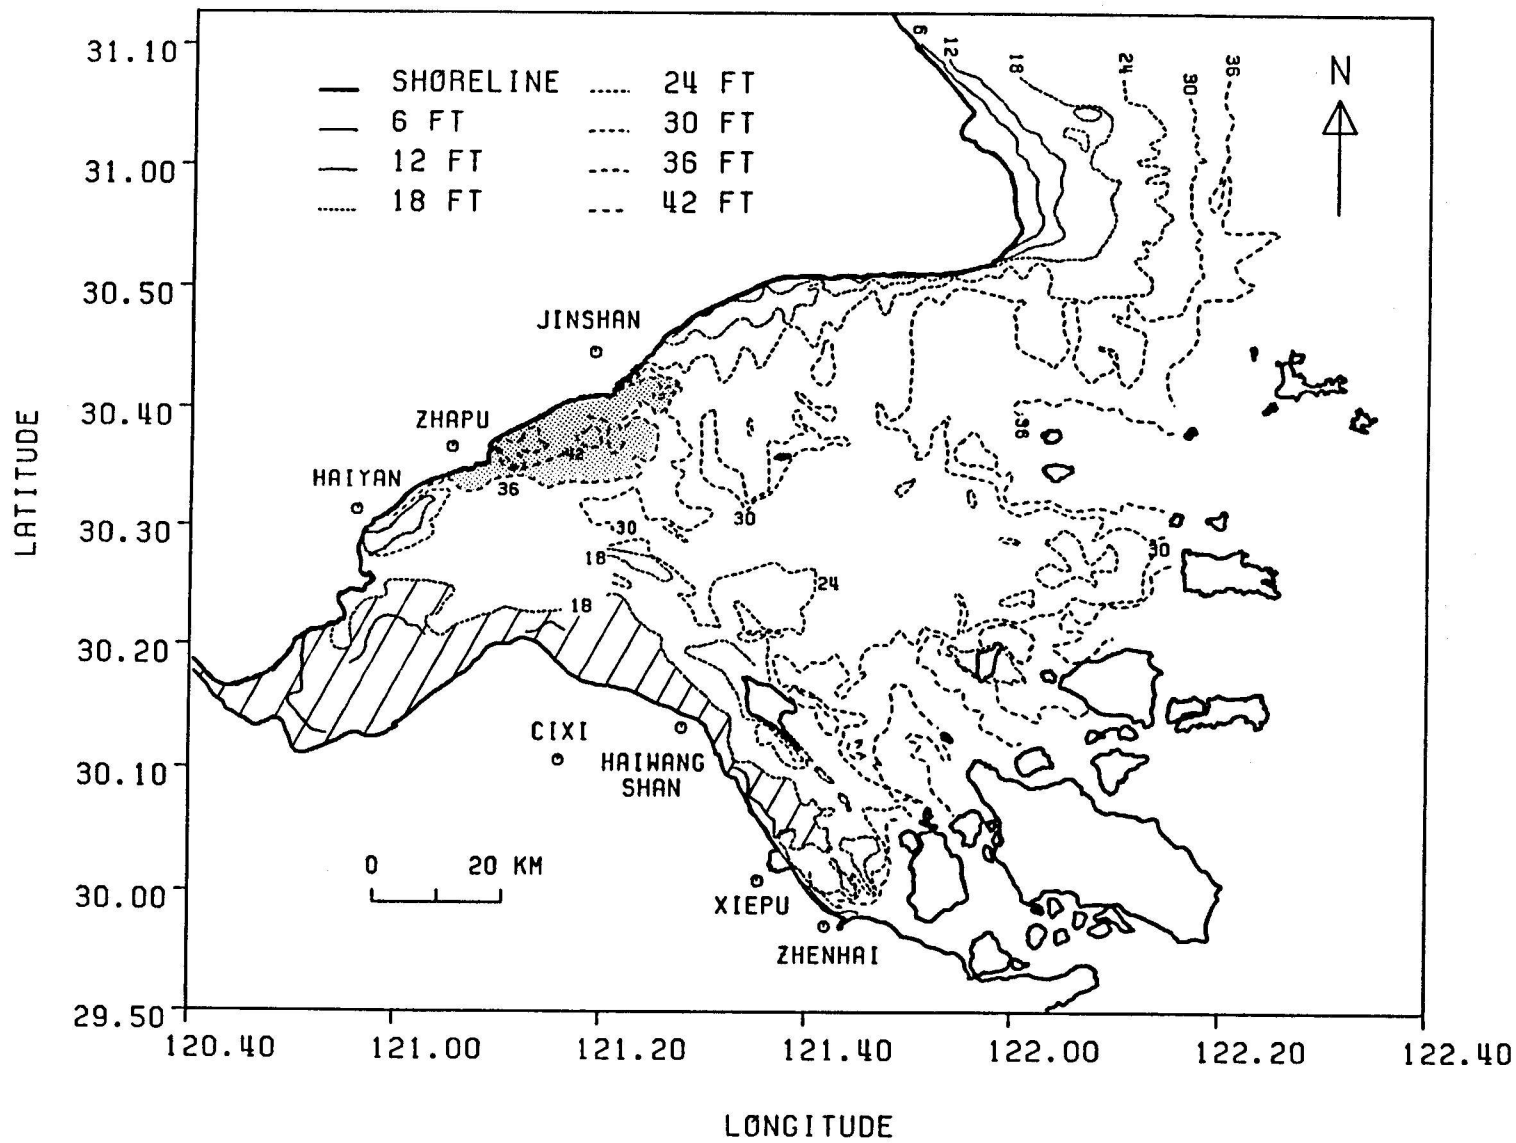 6 12 18 24 30 36
N
31.10
SHØRELINE 24 FT
6 FT 30 FT
12 FT 36 FT
18 FT 42 FT
31.00
30.50
JINSHAN
30.40
ZHAPU
36
42
HAIYAN
36
30
30.30
30
30
18
24
18
30.20
CIXI
HAIWANG
SHAN
30.10
0 20 KM
30.00
XIEPU
ZHENHAI
29.50
LATITUDE
120.40 121.00 121.20 121.40 122.00 122.20 122.40
LØNGITUDE